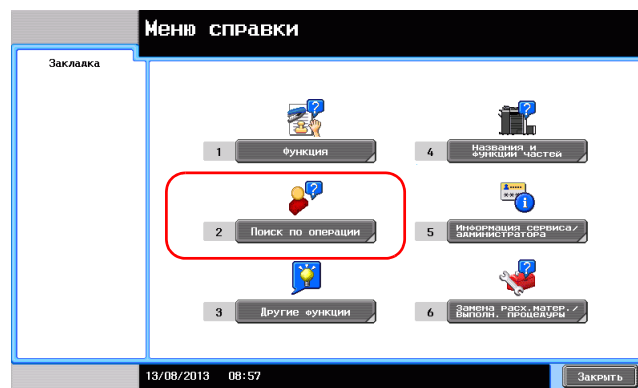 Меню справки
Закладка
1 Функция
2 Поиск по операции
3 Другие функции
4 Названия и
функции частей
5 Информация сервиса/
администратора
6 Замена расх.матер./
выполн. процедуры
13/08/2013 08:57
Закрыть